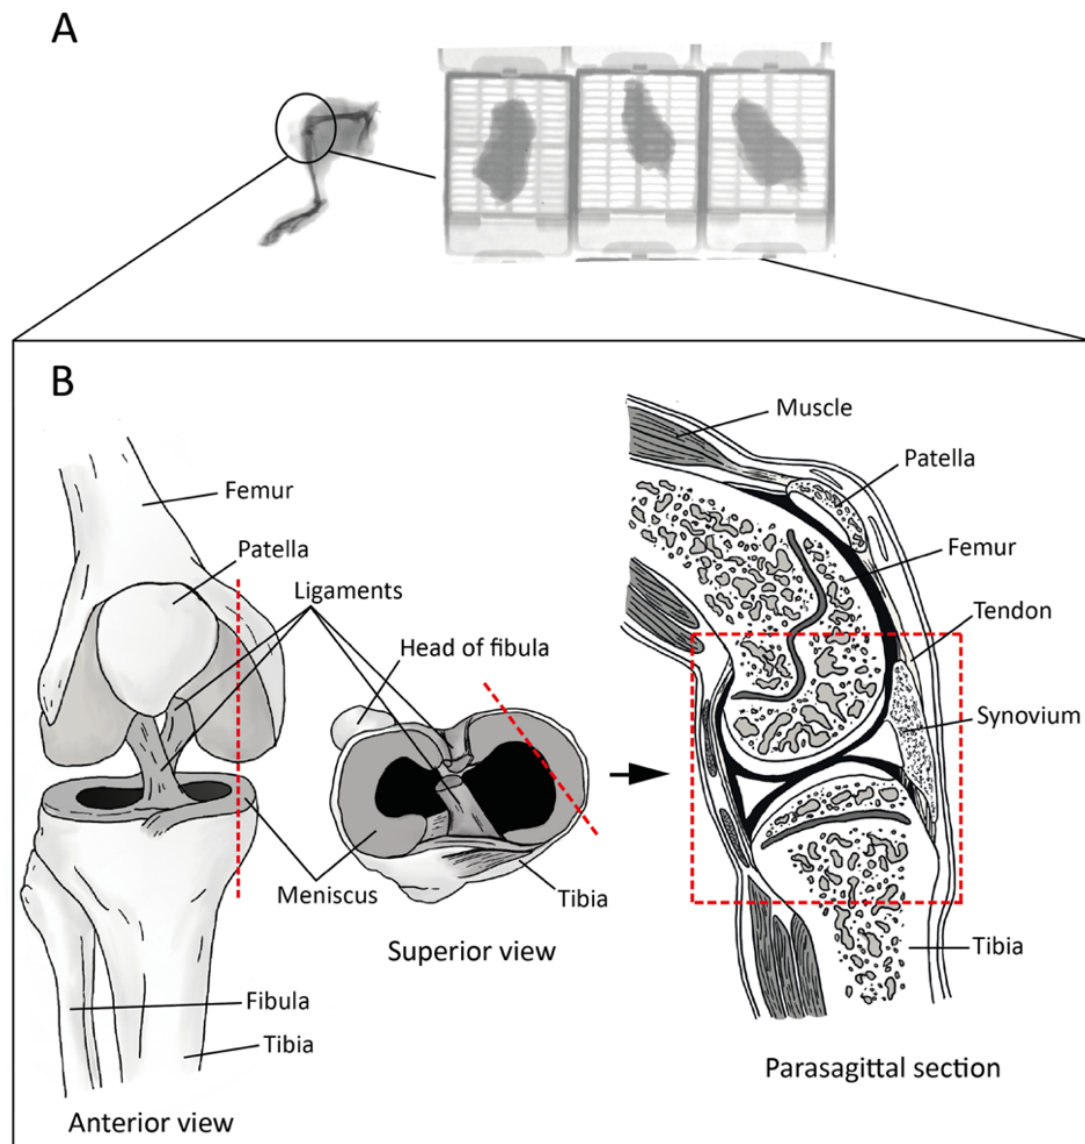 A
B
Femur
Patella
Ligaments
Head of fibula
Meniscus
Tibia
Superior view
Fibula
Tibia
Anterior view
Muscle
Patella
Femur
Tendon
Synovium
Tibia
Parasagittal section